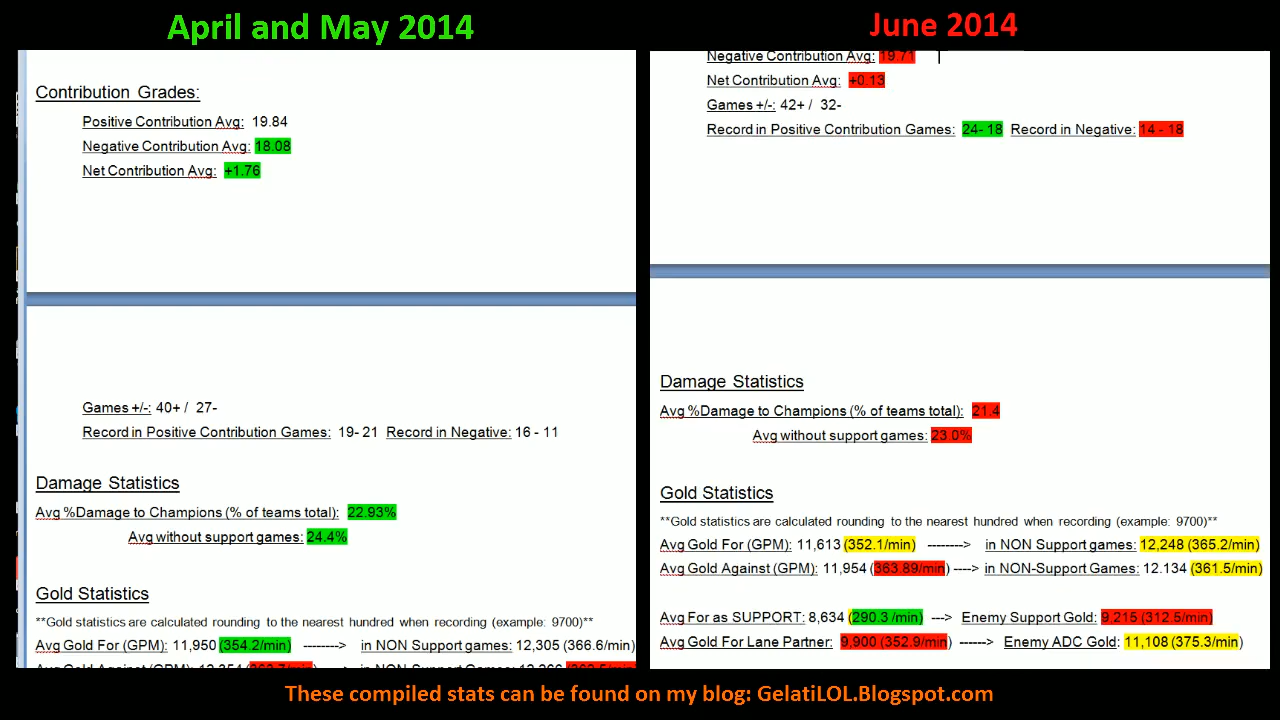 April and May 2014
Contribution Grades:
Positive Contribution Avg: 19.84
Negative Contribution Avg: 18.08
Net Contribution Avg: +1.76
Games +/-: 40+ / 27-
Record in Positive Contribution Games: 19- 21 Record in Negative: 16 - 11
Damage Statistics
Avg %Damage to Champions (% of teams total): 22.93%
Avg without support games: 24.4%
Gold Statistics
**Gold statistics are calculated rounding to the nearest hundred when recording (example: 9700)**
Avg Gold For (GPM): 11,950 (354.2/min) --------> in NON Support games: 12,305 (366.6/min)
June 2014
Negative Contribution Avg: 19.71
Net Contribution Avg: +0.13
Games +/-: 42+ / 32-
Record in Positive Contribution Games: 24- 18 Record in Negative: 14 - 18
Damage Statistics
Avg %Damage to Champions (% of teams total): 21.4
Avg without support games: 23.0%
Gold Statistics
**Gold statistics are calculated rounding to the nearest hundred when recording (example: 9700)**
Avg Gold For (GPM): 11,613 (352.1/min) --------> in NON Support games: 12,248 (365.2/min)
Avg Gold Against (GPM): 11,954 (363.89/min) ----> in NON-Support Games: 12.134 (361.5/min)
Avg For as SUPPORT: 8,634 (290.3 /min) ---> Enemy Support Gold: 9,215 (312.5/min)
Avg Gold For Lane Partner: 9,900 (352.9/min) ------> Enemy ADC Gold: 11,108 (375.3/min)
These compiled stats can be found on my blog: GelatiLOL.Blogspot.com